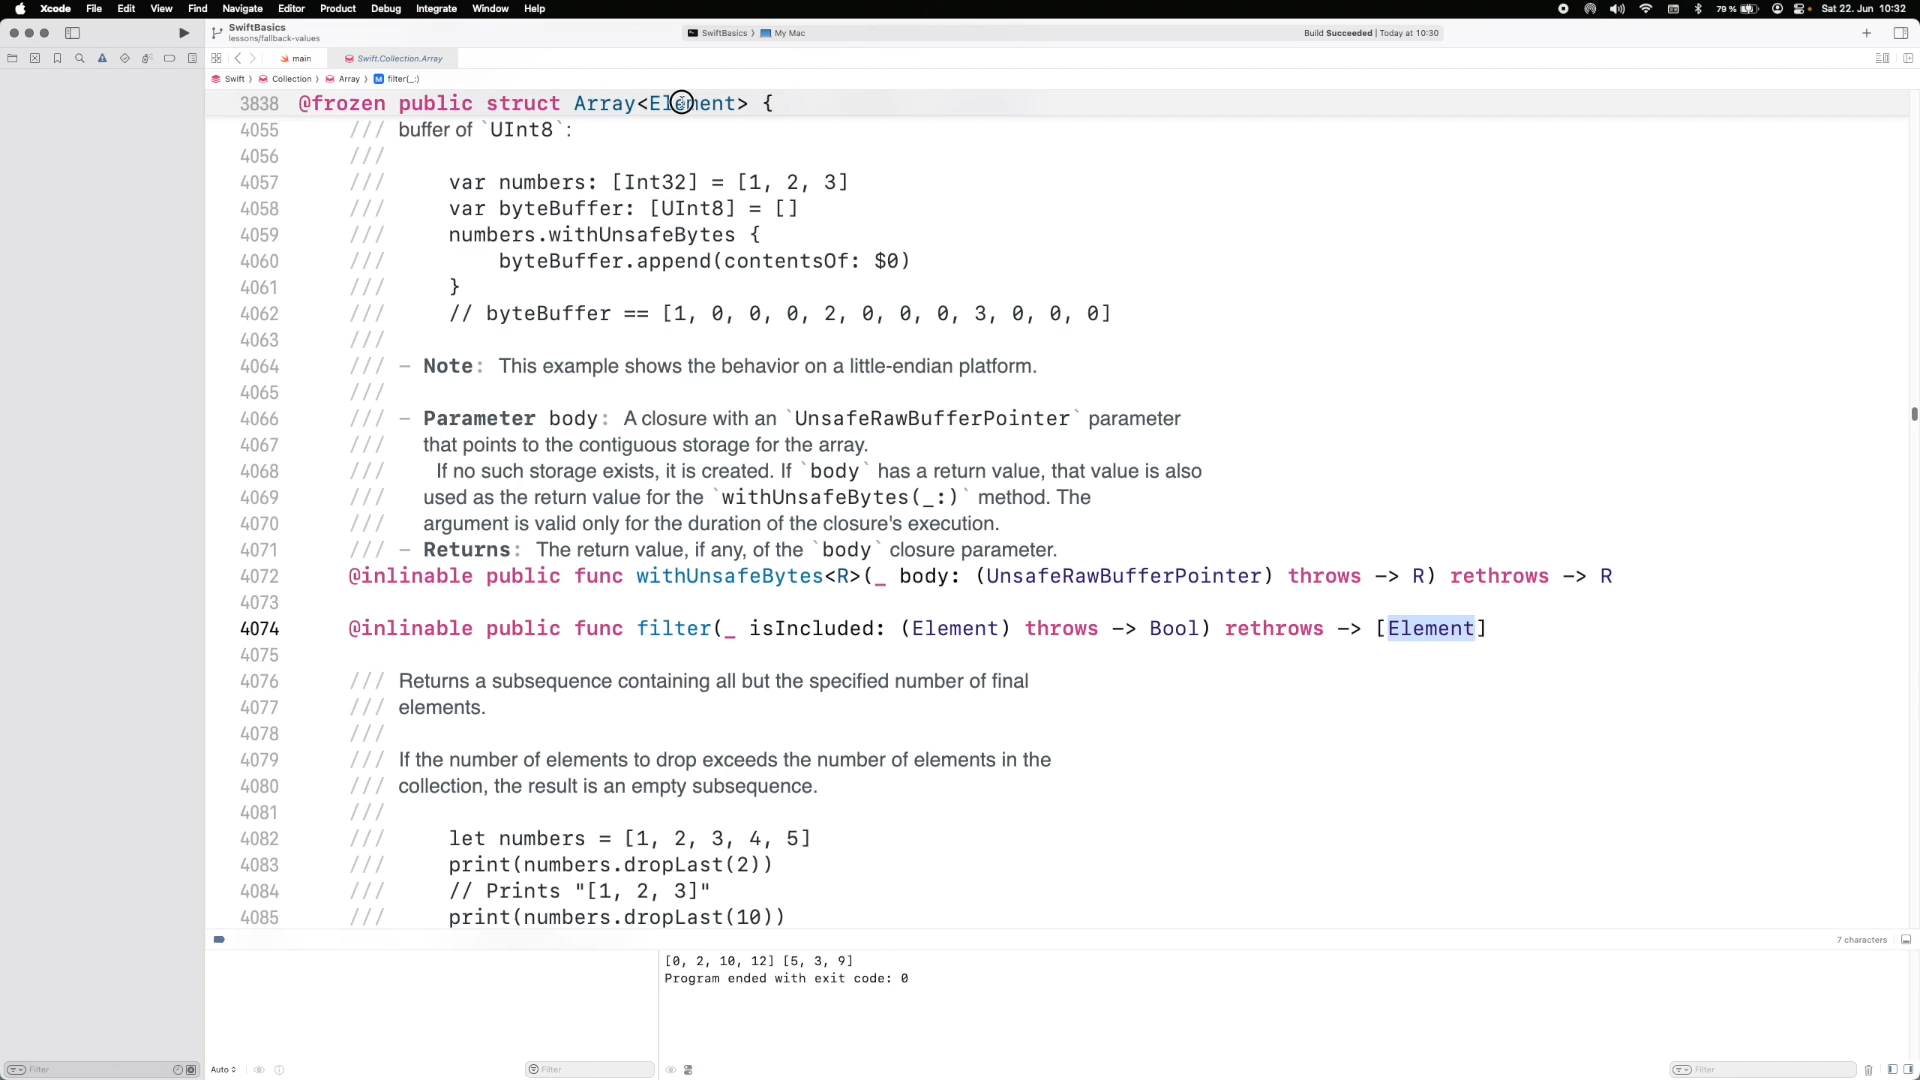 Xcode File Edit View Find Navigate Editor Product Debug Integrate Window Help 79 % Sat 22. Jun 10:32
SwiftBasics
lessons/fallback-values
SwiftBasics My Mac
Build Succeeded | Today at 10:30
main Swift.Collection.Array
Swift Collection Array M filter(_:)
3838 @frozen public struct Array<Element> {
4055 /// buffer of `UInt8`:
4056 ///
4057 /// var numbers: [Int32] = [1, 2, 3]
4058 /// var byteBuffer: [UInt8] = []
4059 /// numbers.withUnsafeBytes {
4060 /// byteBuffer.append(contentsOf: $0)
4061 /// }
4062 /// // byteBuffer == [1, 0, 0, 0, 2, 0, 0, 0, 3, 0, 0, 0]
4063 ///
4064 /// - Note: This example shows the behavior on a little-endian platform.
4065 ///
4066 /// - Parameter body: A closure with an `UnsafeRawBufferPointer` parameter
4067 /// that points to the contiguous storage for the array.
4068 /// If no such storage exists, it is created. If `body` has a return value, that value is also
4069 /// used as the return value for the `withUnsafeBytes(_:)` method. The
4070 /// argument is valid only for the duration of the closure's execution.
4071 /// - Returns: The return value, if any, of the `body` closure parameter.
4072 @inlinable public func withUnsafeBytes<R>(_ body: (UnsafeRawBufferPointer) throws -> R) rethrows -> R
4073
4074 @inlinable public func filter(_ isIncluded: (Element) throws -> Bool) rethrows -> [Element]
4075
4076 /// Returns a subsequence containing all but the specified number of final
4077 /// elements.
4078 ///
4079 /// If the number of elements to drop exceeds the number of elements in the
4080 /// collection, the result is an empty subsequence.
4081 ///
4082 /// let numbers = [1, 2, 3, 4, 5]
4083 /// print(numbers.dropLast(2))
4084 /// // Prints "[1, 2, 3]"
4085 /// print(numbers.dropLast(10))
7 characters
[0, 2, 10, 12] [5, 3, 9]
Program ended with exit code: 0
Filter Auto Filter Filter